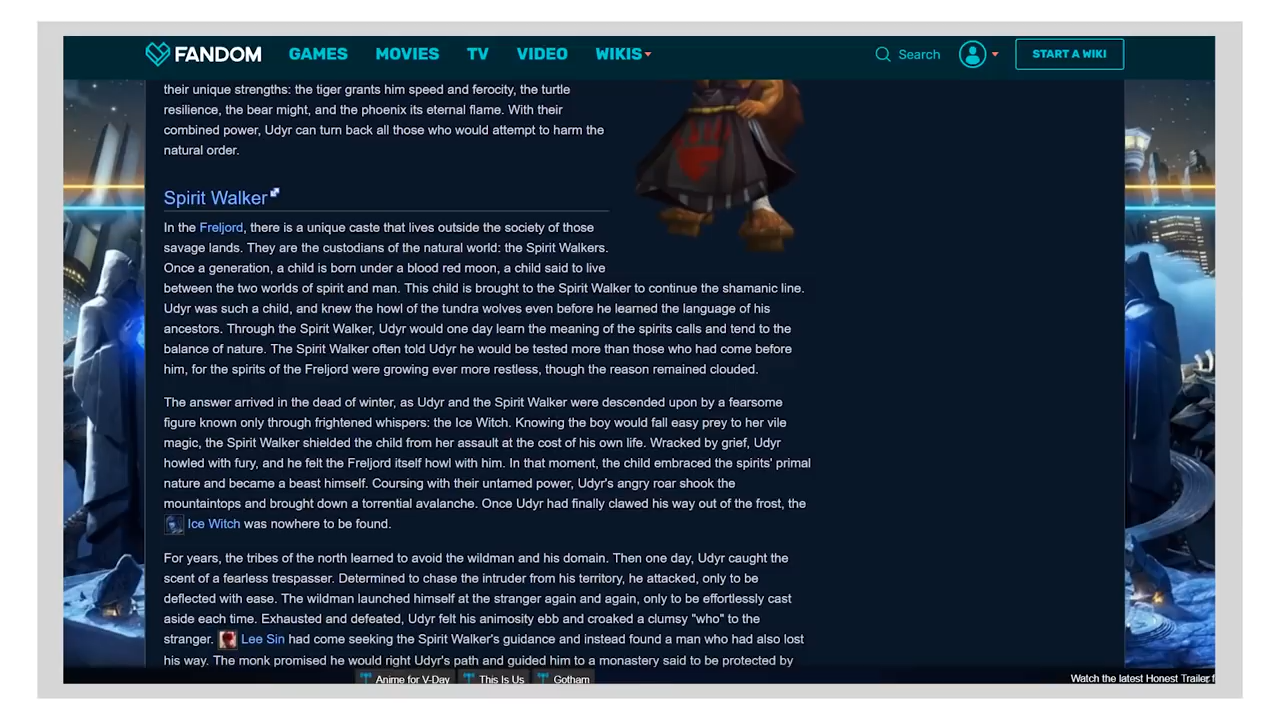 FANDOM GAMES MOVIES TV VIDEO WIKIS Search START A WIKI
their unique strengths: the tiger grants him speed and ferocity, the turtle
resilience, the bear might, and the phoenix its eternal flame. With their
combined power, Udyr can turn back all those who would attempt to harm the
natural order.
Spirit Walker
In the Freljord, there is a unique caste that lives outside the society of those
savage lands. They are the custodians of the natural world: the Spirit Walkers.
Once a generation, a child is born under a blood red moon, a child said to live
between the two worlds of spirit and man. This child is brought to the Spirit Walker to continue the shamanic line.
Udyr was such a child, and knew the howl of the tundra wolves even before he learned the language of his
ancestors. Through the Spirit Walker, Udyr would one day learn the meaning of the spirits calls and tend to the
balance of nature. The Spirit Walker often told Udyr he would be tested more than those who had come before
him, for the spirits of the Freljord were growing ever more restless, though the reason remained clouded.
The answer arrived in the dead of winter, as Udyr and the Spirit Walker were descended upon by a fearsome
figure known only through frightened whispers: the Ice Witch. Knowing the boy would fall easy prey to her vile
magic, the Spirit Walker shielded the child from her assault at the cost of his own life. Wracked by grief, Udyr
howled with fury, and he felt the Freljord itself howl with him. In that moment, the child embraced the spirits' primal
nature and became a beast himself. Coursing with their untamed power, Udyr's angry roar shook the
mountaintops and brought down a torrential avalanche. Once Udyr had finally clawed his way out of the frost, the
Ice Witch was nowhere to be found.
For years, the tribes of the north learned to avoid the wildman and his domain. Then one day, Udyr caught the
scent of a fearless trespasser. Determined to chase the intruder from his territory, he attacked, only to be
deflected with ease. The wildman launched himself at the stranger again and again, only to be effortlessly cast
aside each time. Exhausted and defeated, Udyr felt his animosity ebb and croaked a clumsy "who" to the
stranger. Lee Sin had come seeking the Spirit Walker's guidance and instead found a man who had also lost
his way. The monk promised he would right Udyr's path and guided him to a monastery said to be protected by
Anime for V-Day This Is Us Gotham Watch the latest Honest Trailer f